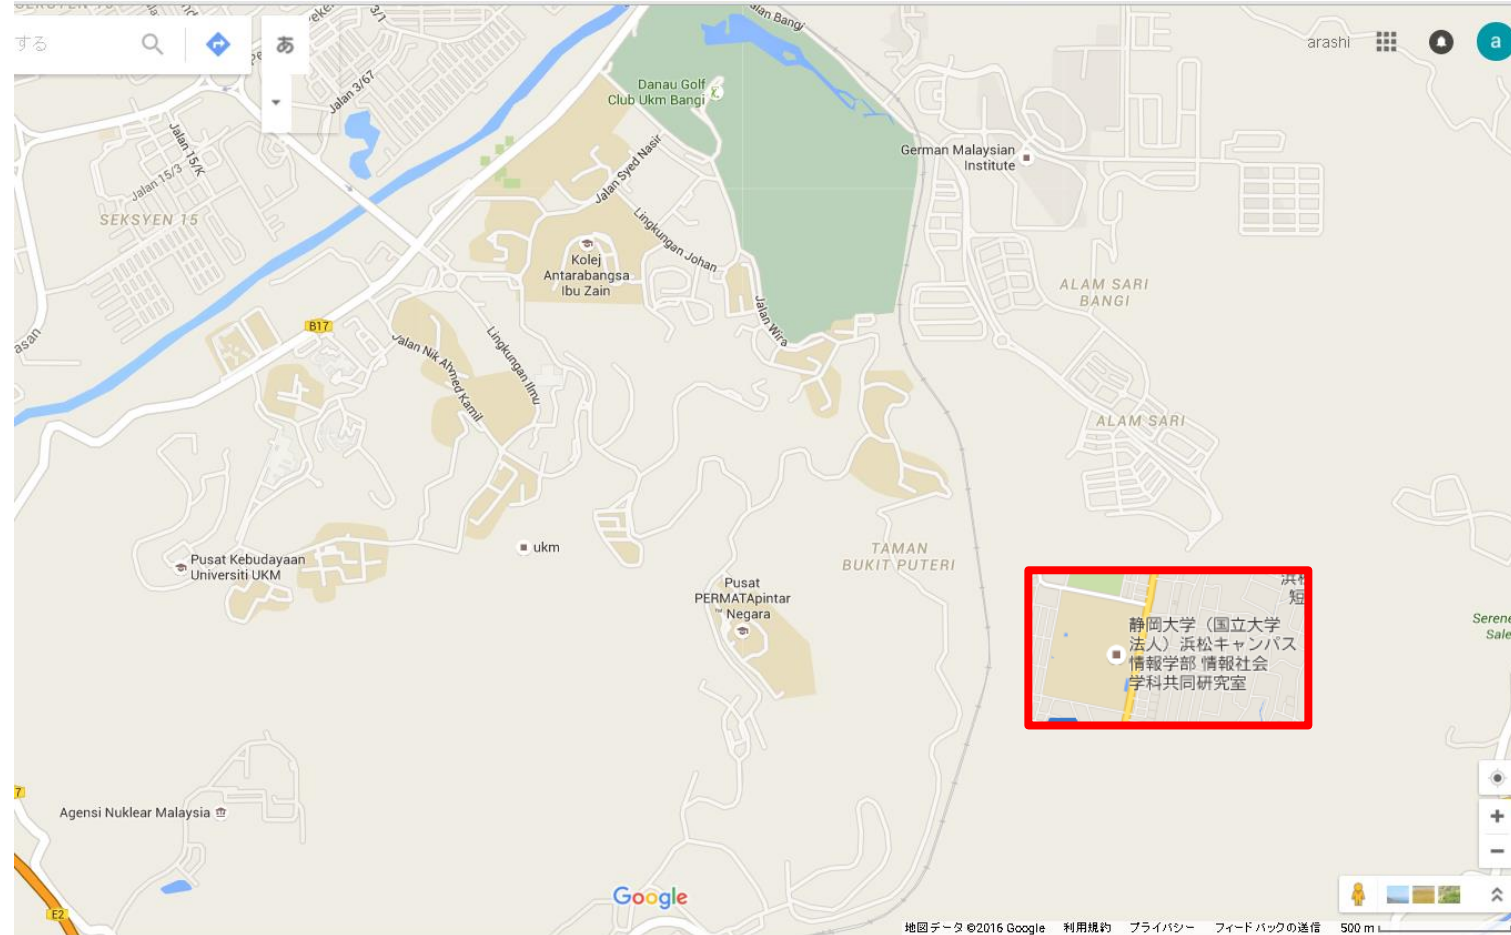 する
あ
arashi
a
Jalan 3/67
3/1
Jalan 15/K
Jalan 15/3
SEKSYEN 15
Danau Golf
Club Ukm Bangi
Jalan Syed Nasir
German Malaysian
Institute
Lingkungan Johan
Kolej
Antarabangsa
Ibu Zain
ALAM SARI
BANGI
Jalan Wira
B17
Lingkungan Ilmu
ALAM SARI
ukm
TAMAN
BUKIT PUTERI
Pusat Kebudayaan
Universiti UKM
Pusat
PERMATApintar
™ Negara
静岡大学（国立大学
法人）浜松キャンパス
情報学部 情報社会
学科共同研究室
Agensi Nuklear Malaysia
E2
Google
地図データ ©2016 Google 利用規約 プライバシー フィードバックの送信 500 m